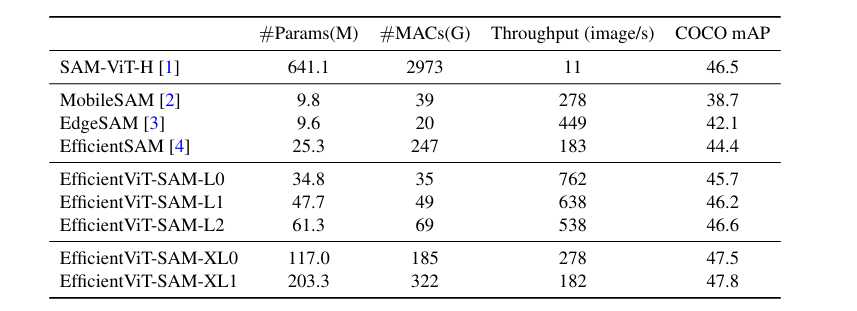 #Params(M) #MACs(G) Throughput (image/s) COCO mAP
SAM-ViT-H [1] 641.1 2973 11 46.5
MobileSAM [2] 9.8 39 278 38.7
EdgeSAM [3] 9.6 20 449 42.1
EfficientSAM [4] 25.3 247 183 44.4
EfficientViT-SAM-L0 34.8 35 762 45.7
EfficientViT-SAM-L1 47.7 49 638 46.2
EfficientViT-SAM-L2 61.3 69 538 46.6
EfficientViT-SAM-XL0 117.0 185 278 47.5
EfficientViT-SAM-XL1 203.3 322 182 47.8